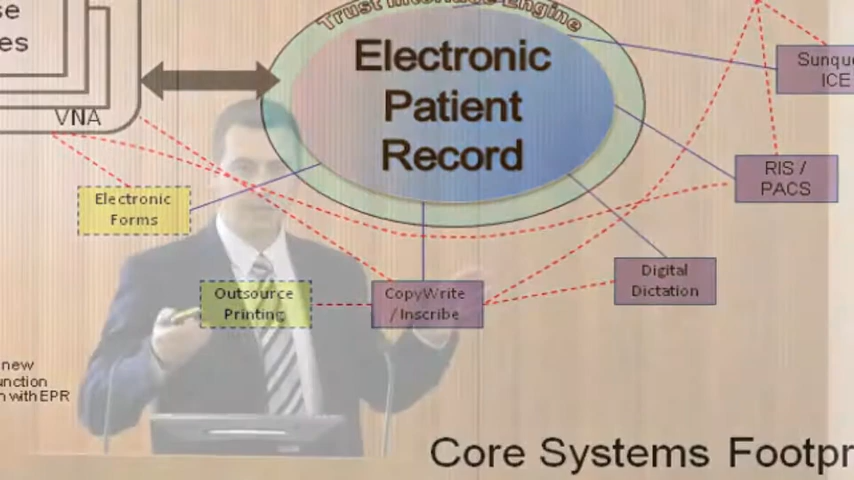 se
es
VNA
Trust Interface Engine
Electronic
Patient
Record
Sunque
ICE
RIS /
PACS
Electronic
Forms
Digital
Dictation
Outsource
Printing
CopyWrite
/ Inscribe
new
unction
n with EPR
Core Systems Footpr